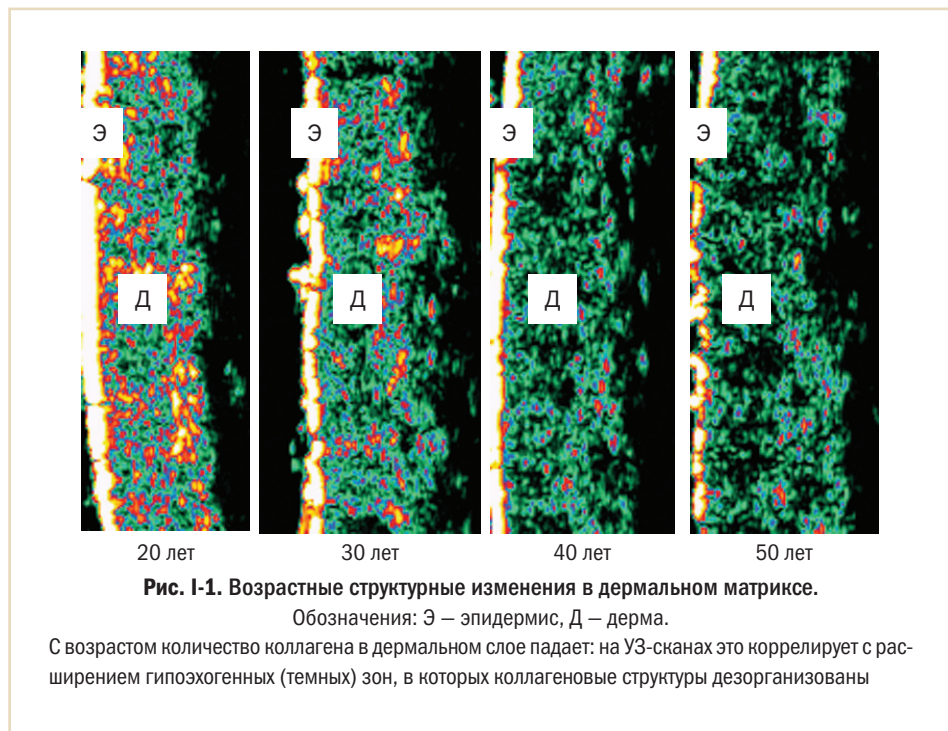 Э
Э
Э
Э
Д
Д
Д
Д
20 лет
30 лет
40 лет
50 лет
Рис. I-1. Возрастные структурные изменения в дермальном матриксе.
Обозначения: Э — эпидермис, Д — дерма.
С возрастом количество коллагена в дермальном слое падает: на УЗ-сканах это коррелирует с рас-
ширением гипоэхогенных (темных) зон, в которых коллагеновые структуры дезорганизованы